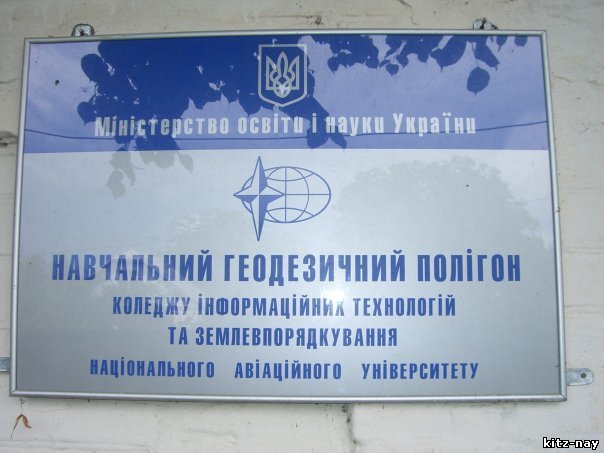 Міністерство освіти і науки України
НАВЧАЛЬНИЙ ГЕОДЕЗИЧНИЙ ПОЛІГОН
КОЛЕДЖУ ІНФОРМАЦІЙНИХ ТЕХНОЛОГІЙ
ТА ЗЕМЛЕВПОРЯДКУВАННЯ
НАЦІОНАЛЬНОГО АВІАЦІЙНОГО УНІВЕРСИТЕТУ
kitz-nay